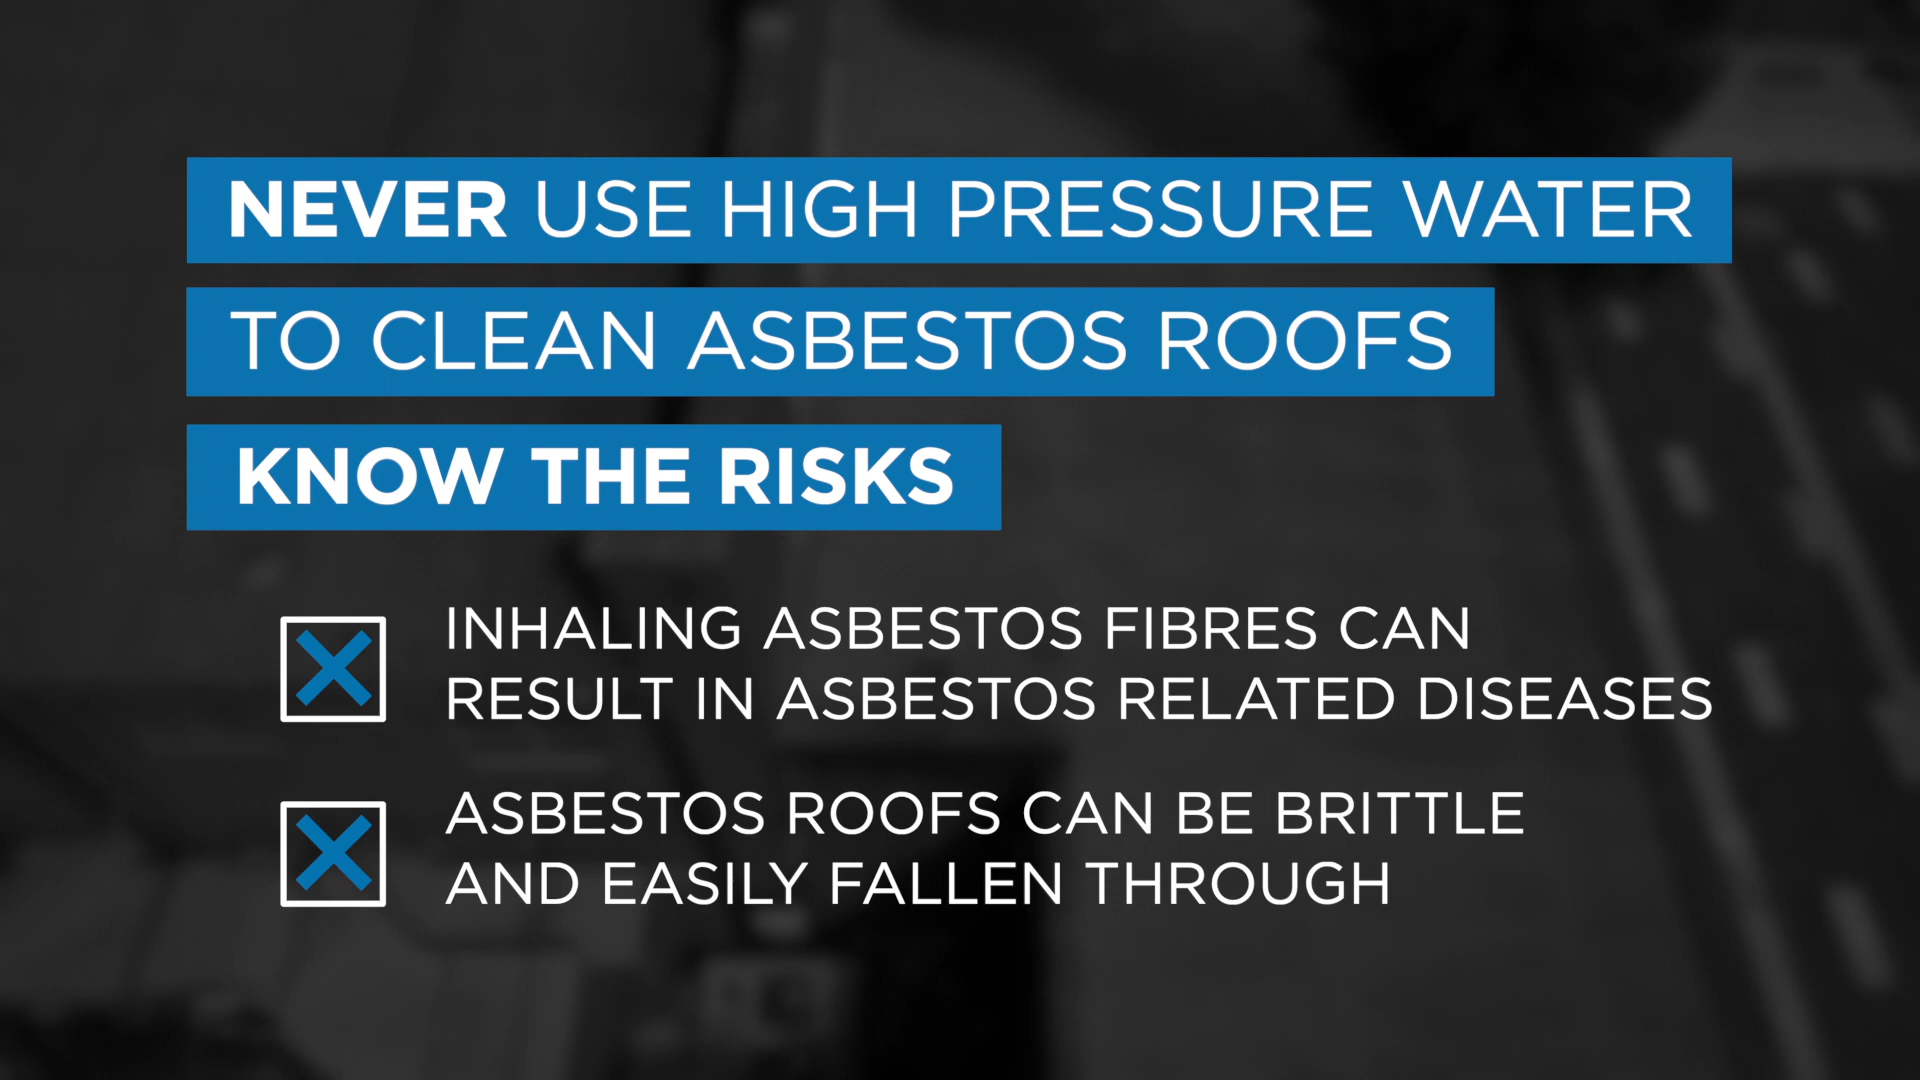 NEVER USE HIGH PRESSURE WATER
TO CLEAN ASBESTOS ROOFS
KNOW THE RISKS
INHALING ASBESTOS FIBRES CAN
RESULT IN ASBESTOS RELATED DISEASES
ASBESTOS ROOFS CAN BE BRITTLE
AND EASILY FALLEN THROUGH